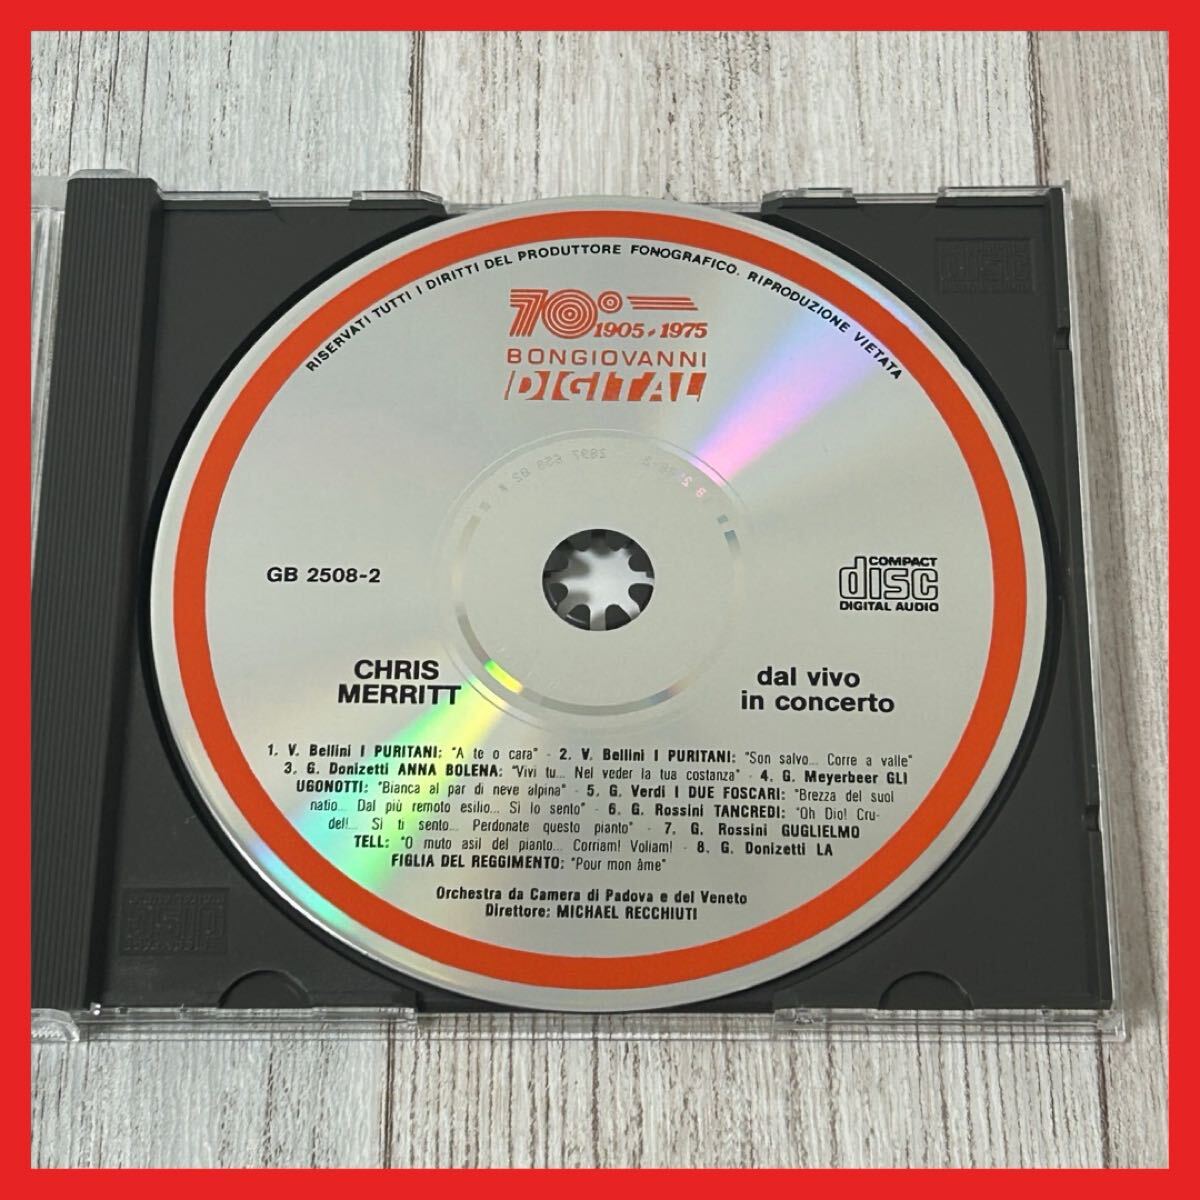 RISERVATI TUTTI I DIRITTI DEL PRODUTTORE FONOGRAFICO. RIPRODUZIONE VIETATA
70°
1905-1975
BONGIOVANNI
DIGITAL
GB 2508-2
COMPACT
disc
DIGITAL AUDIO
CHRIS
MERRITT
dal vivo
in concerto
1. V. Bellini I PURITANI: "A te o cara" - 2. V. Bellini I PURITANI: "Son salvo... Corre a valle"
3. G. Donizetti ANNA BOLENA: "Vivi tu... Nel veder la tua costanza" - 4. G. Meyerbeer GLI
UGONOTTI: "Bianca al par di neve alpina" - 5. G. Verdi I DUE FOSCARI: "Brezza del suol
natio... Dal più remoto esilio... Sì lo sento" - 6. G. Rossini TANCREDI: "Oh Dio! Cru-
del!... Sì ti sento... Perdonate questo pianto" - 7. G. Rossini GUGLIELMO
TELL: "O muto asil del pianto... Corriam! Voliam! - 8. G. Donizetti LA
FIGLIA DEL REGGIMENTO: "Pour mon âme"
Orchestra da Camera di Padova e del Veneto
Direttore: MICHAEL RECCHIUTI